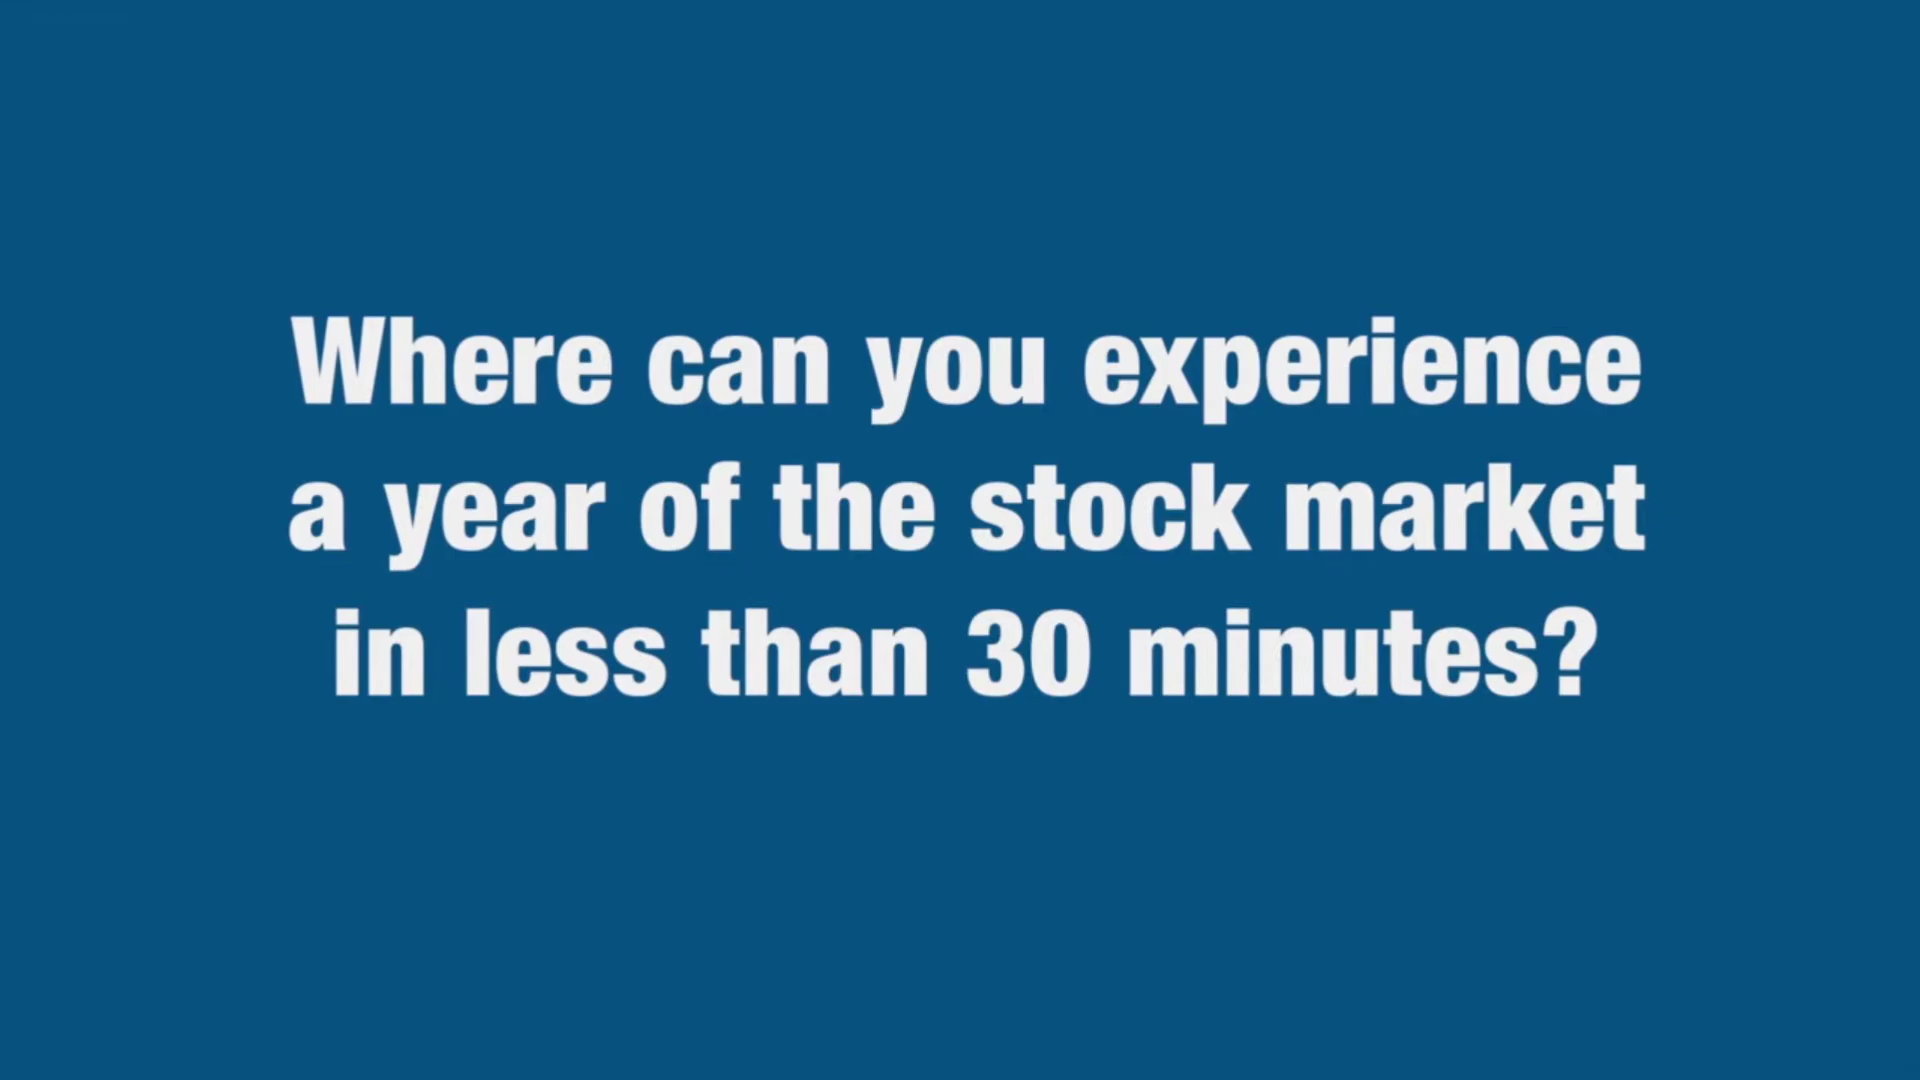 Where can you experience
a year of the stock market
in less than 30 minutes?